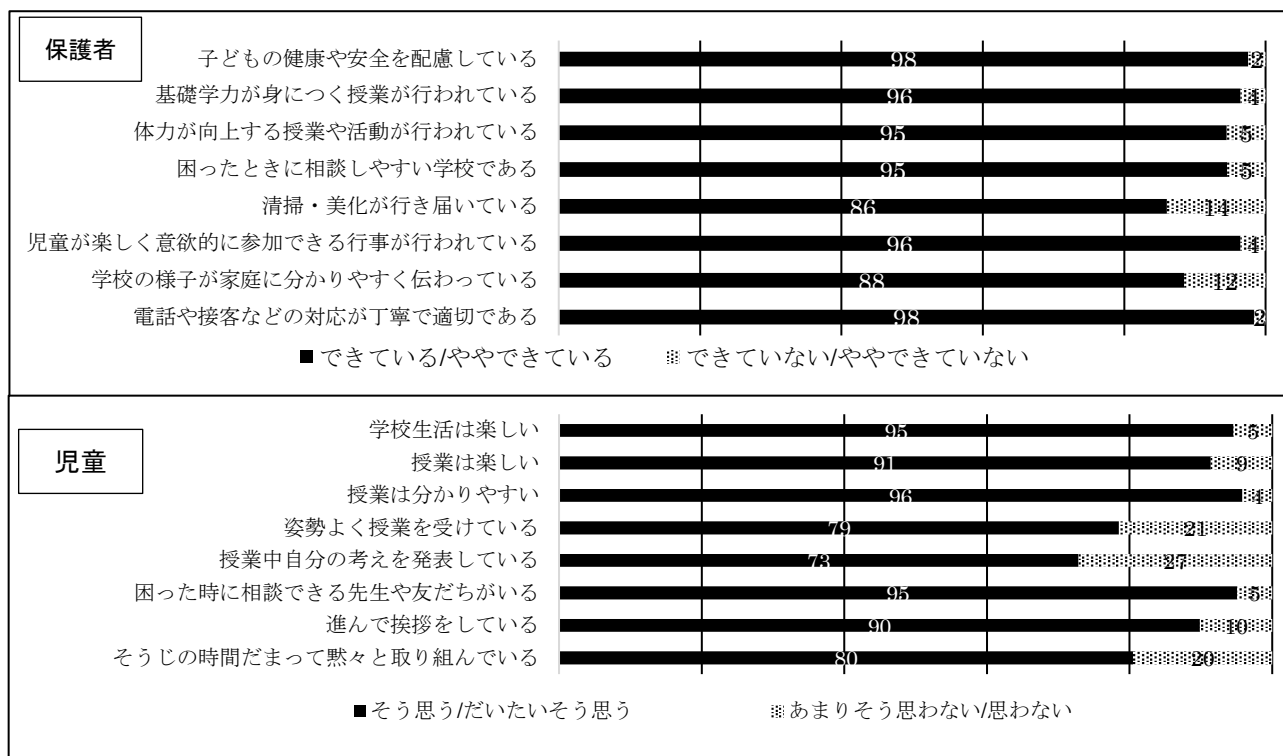 保護者
子どもの健康や安全を配慮している 98 2
基礎学力が身につく授業が行われている 96 4
体力が向上する授業や活動が行われている 95 5
困ったときに相談しやすい学校である 95 5
清掃・美化が行き届いている 86 14
児童が楽しく意欲的に参加できる行事が行われている 96 4
学校の様子が家庭に分かりやすく伝わっている 88 12
電話や接客などの対応が丁寧で適切である 98 2
できている/ややできている できていない/ややできていない
児童
学校生活は楽しい 95 5
授業は楽しい 91 9
授業は分かりやすい 96 4
姿勢よく授業を受けている 79 21
授業中自分の考えを発表している 73 27
困った時に相談できる先生や友だちがいる 95 5
進んで挨拶をしている 90 10
そうじの時間だまって黙々と取り組んでいる 80 20
そう思う/だいたいそう思う あまりそう思わない/思わない